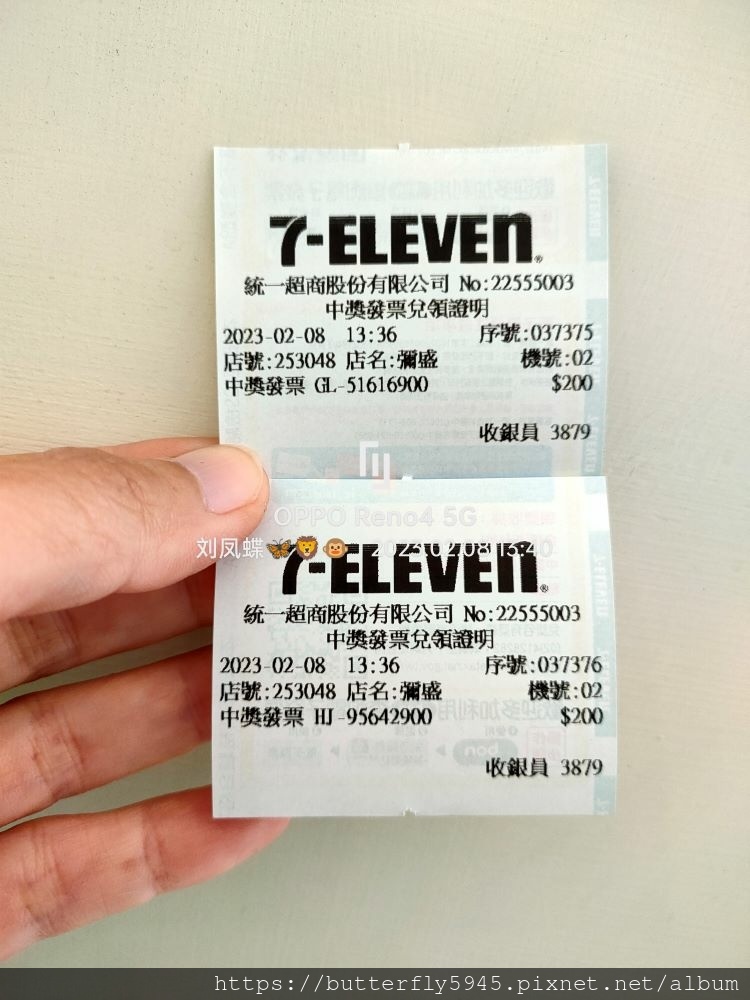 7-ELEVEN®
統一超商股份有限公司 No:22555003
中獎發票兌領證明
2023-02-08 13:36 序號:037375
店號:253048 店名:彌盛 機號:02
中獎發票 GL-51616900 $200
收銀員 3879
OPPO Reno4 5G
刘凤蝶🦋🦁🐵 2023.02.08 13:40
7-ELEVEN®
統一超商股份有限公司 No:22555003
中獎發票兌領證明
2023-02-08 13:36 序號:037376
店號:253048 店名:彌盛 機號:02
中獎發票 HJ-95642900 $200
收銀員 3879
https://butterfly5945.pixnet.net/album